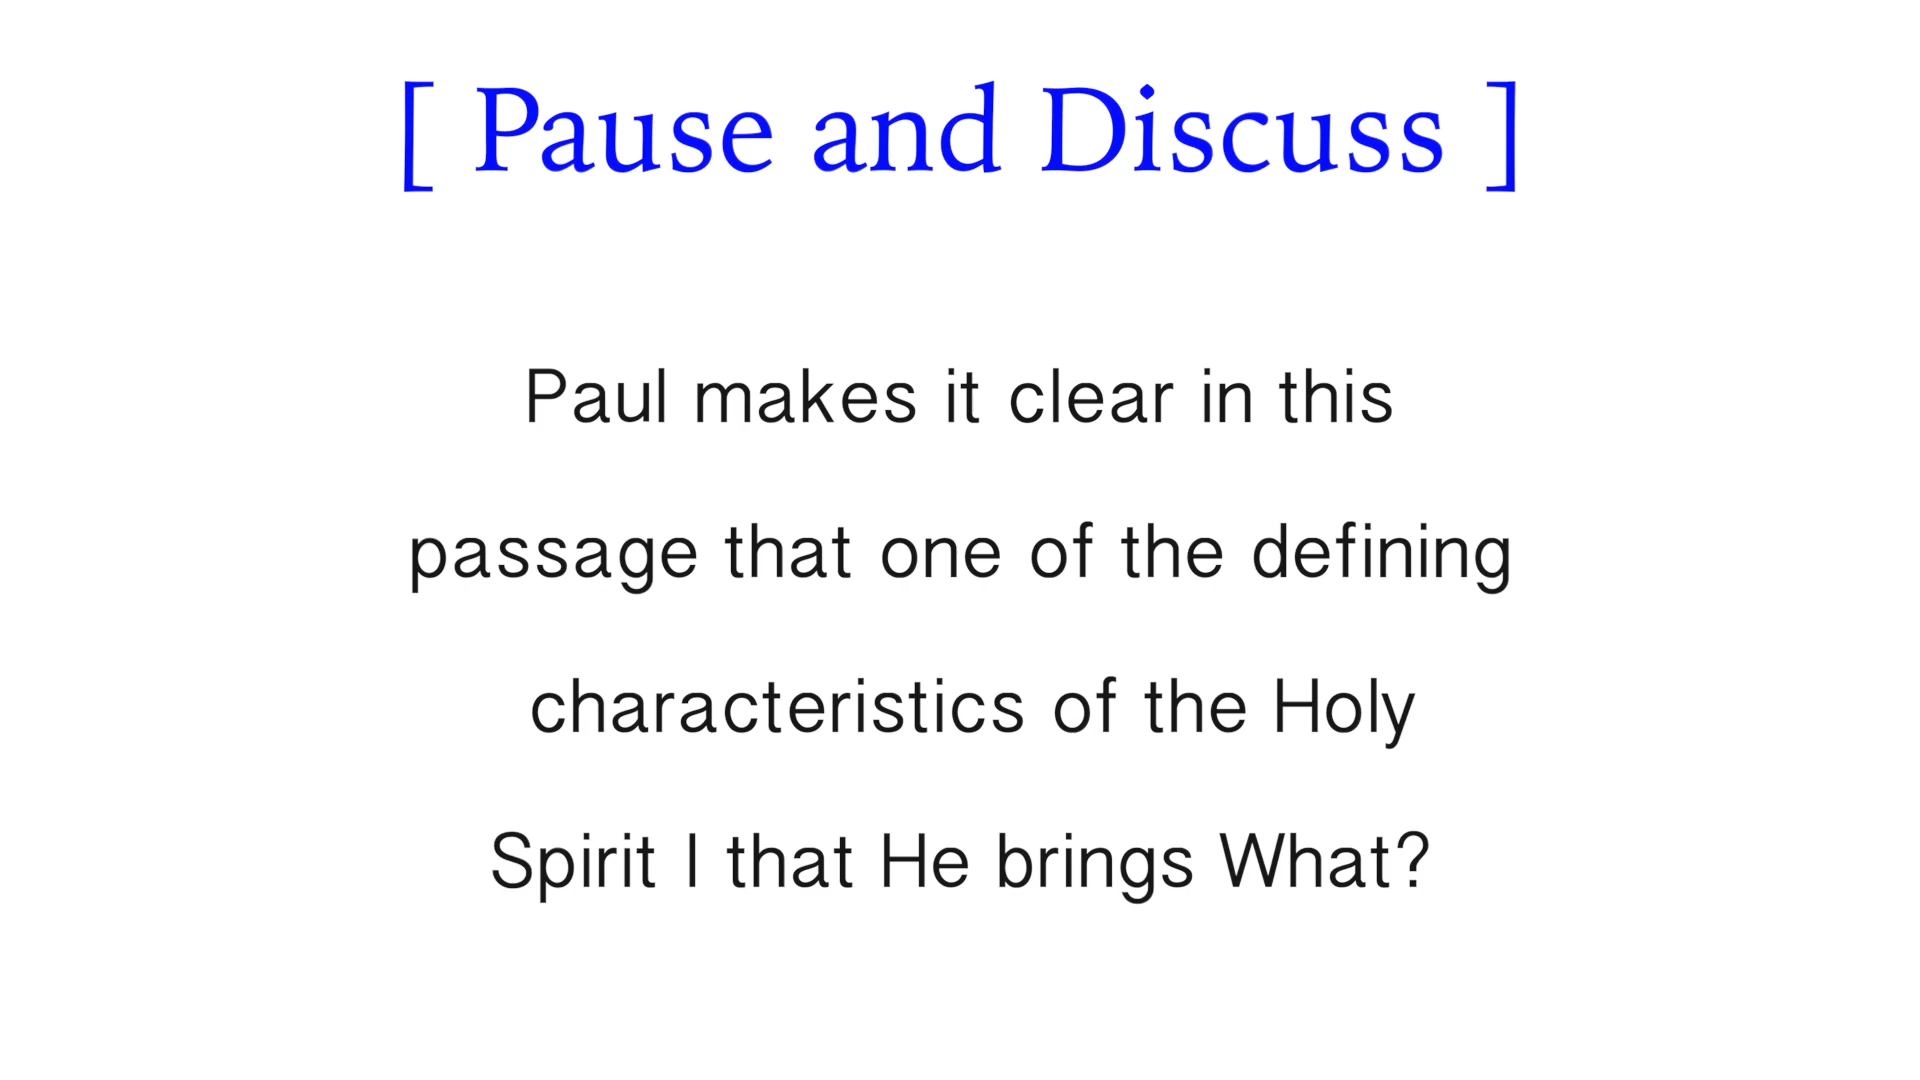 [ Pause and Discuss ]
Paul makes it clear in this
passage that one of the defining
characteristics of the Holy
Spirit I that He brings What?